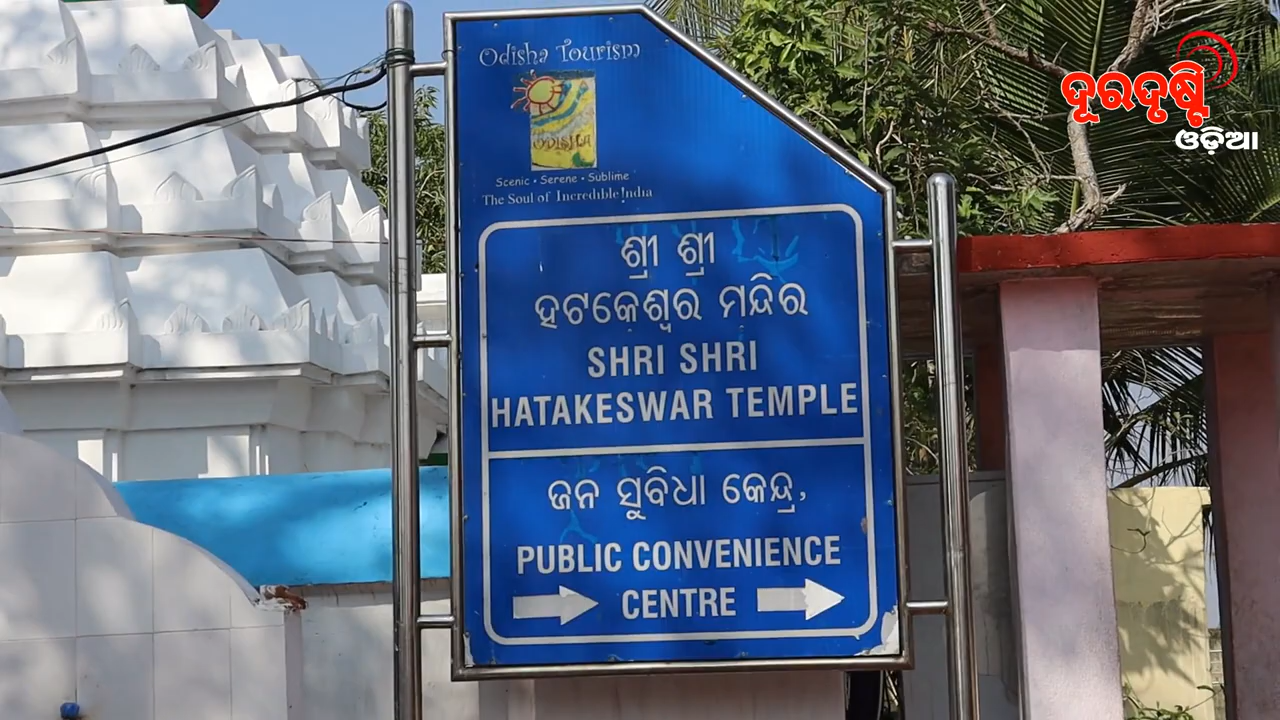 Odisha Tourism
ODISHA
Scenic • Serene • Sublime
The Soul of Incredible !ndia
ଶ୍ରୀ ଶ୍ରୀ
ହଟକେଶ୍ୱର ମନ୍ଦିର
SHRI SHRI
HATAKESWAR TEMPLE
ଜନ ସୁବିଧା କେନ୍ଦ୍ର,
PUBLIC CONVENIENCE
CENTRE
ଦୂରଦୃଷ୍ଟି
ଓଡ଼ିଆ